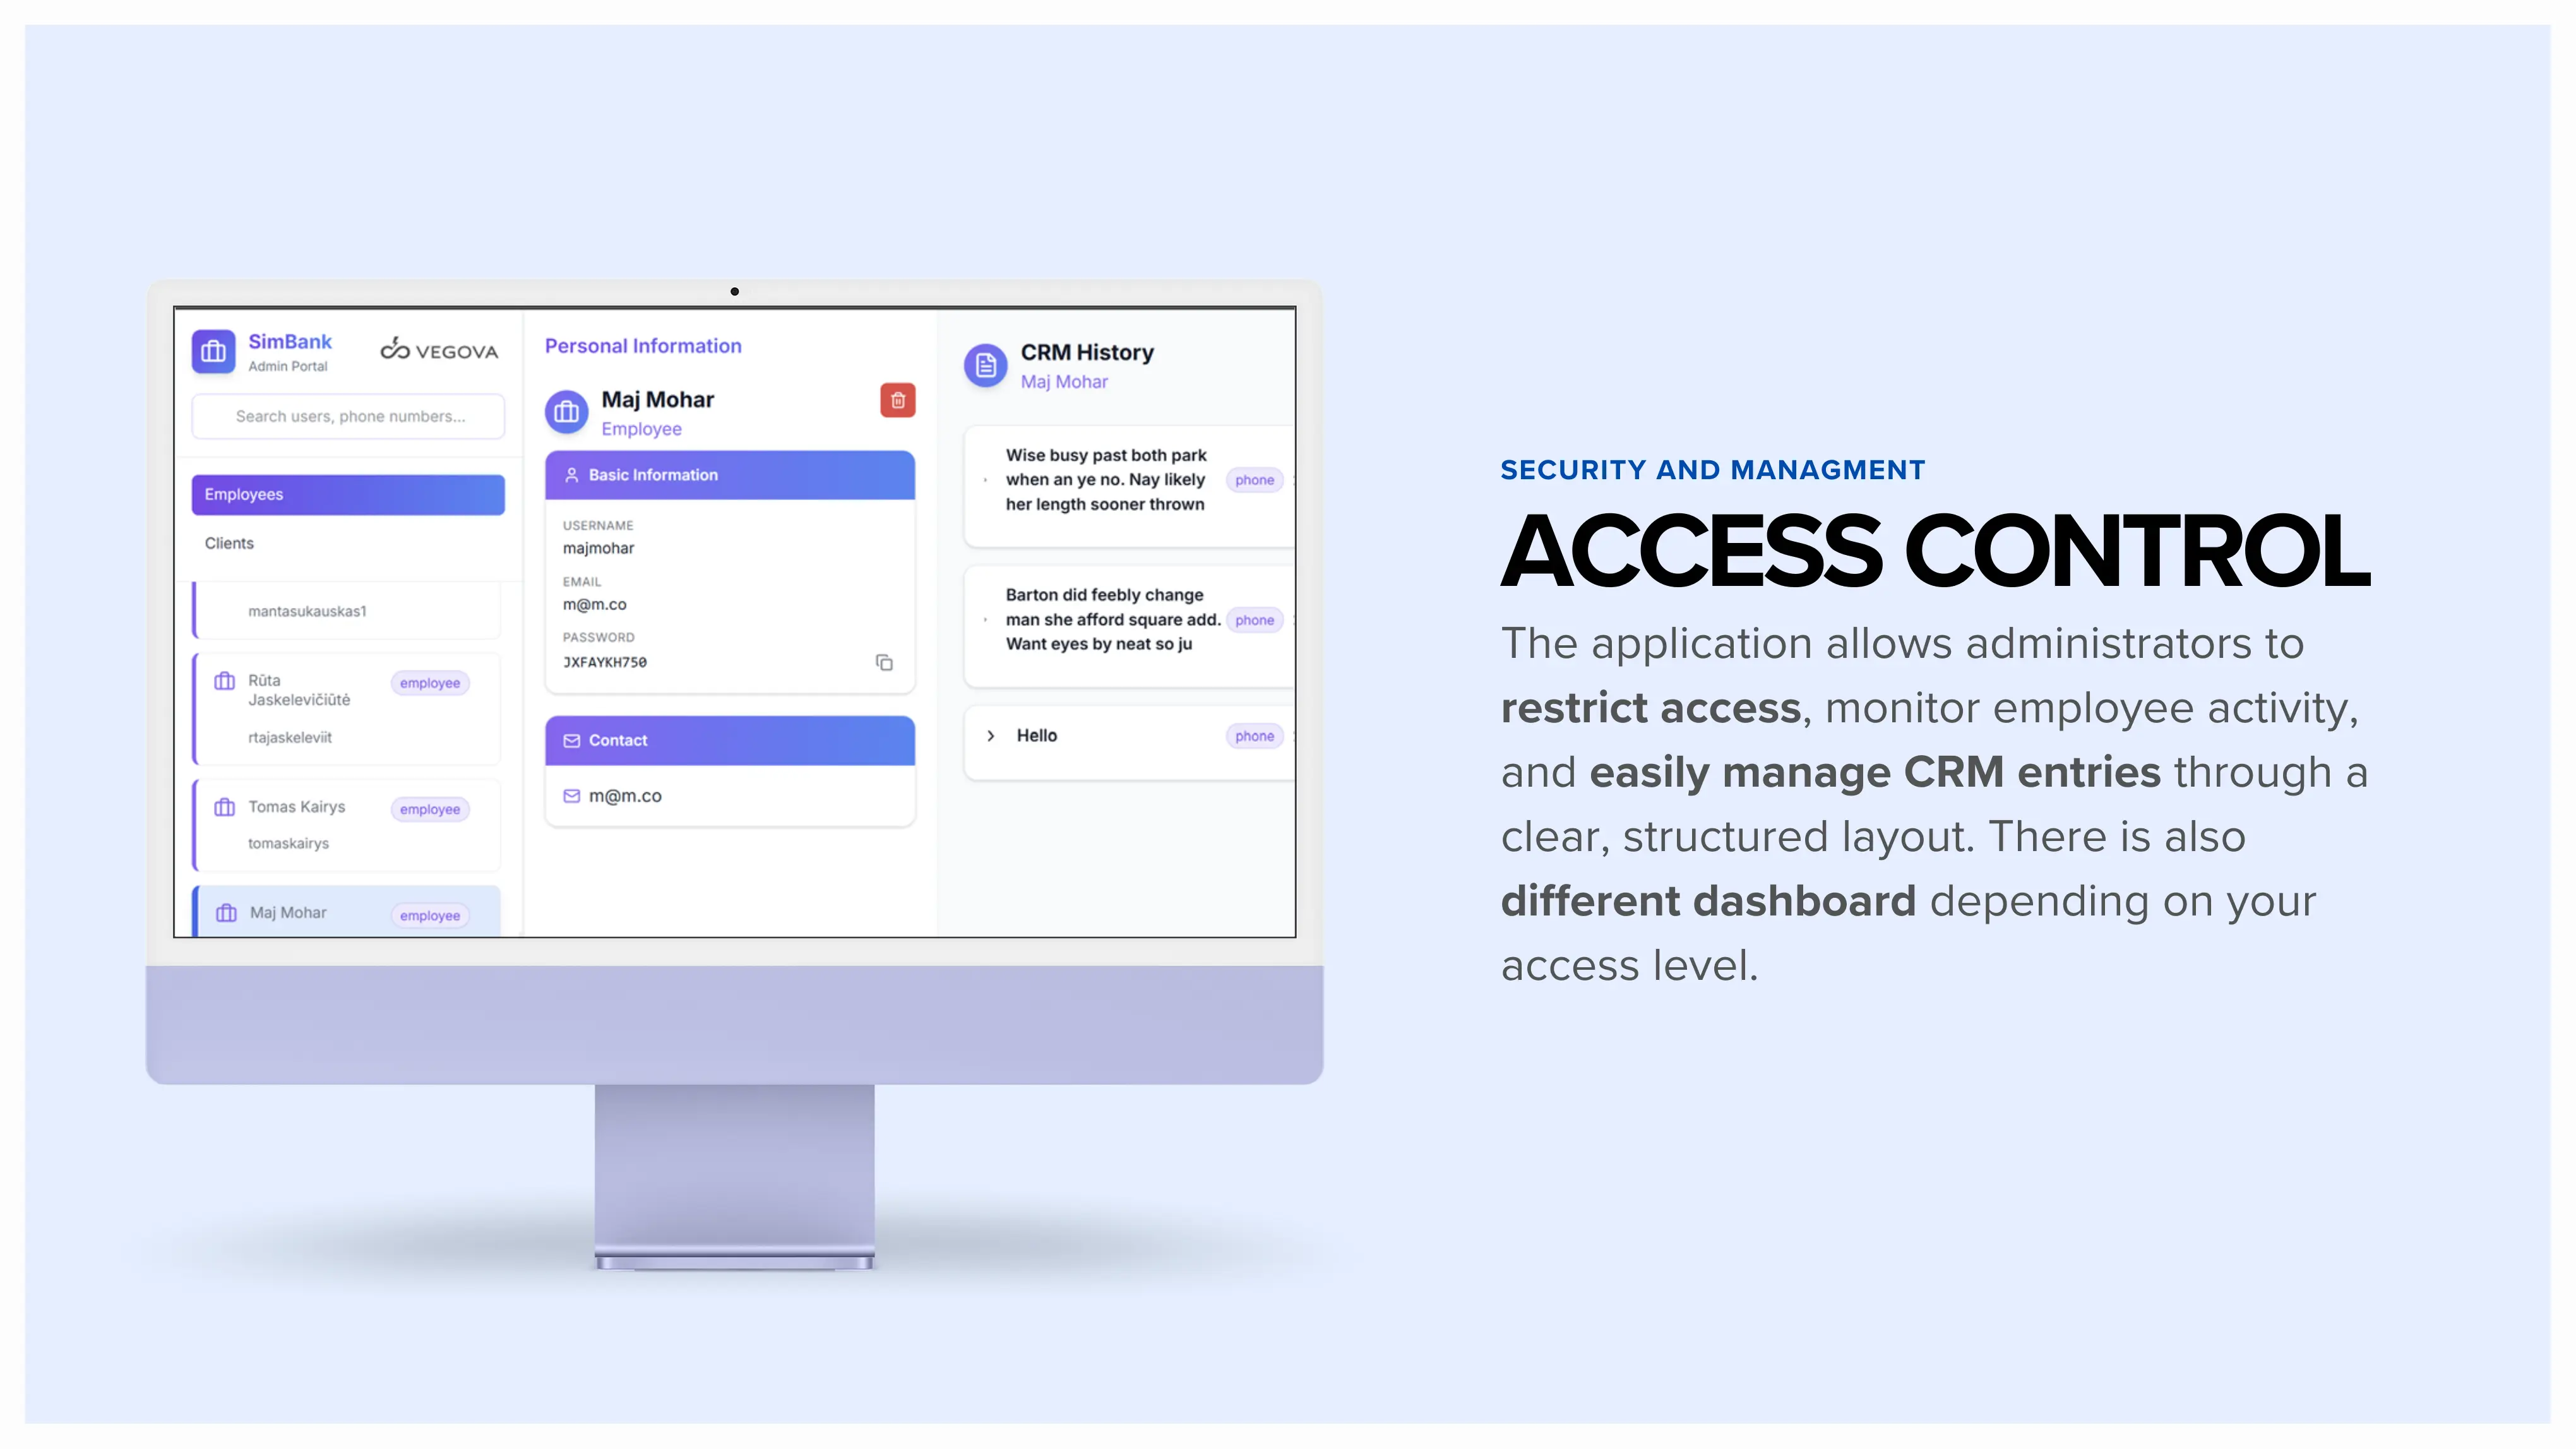 SimBank
Admin Portal
VEGOVA
Search users, phone numbers...
Employees
Clients
mantasukauskas1
Rūta
Jaskelevičiūtė
employee
rtajaskeleviit
Tomas Kairys
employee
tomaskairys
Maj Mohar
employee
Personal Information
Maj Mohar
Employee
Basic Information
USERNAME
majmohar
EMAIL
m@m.co
PASSWORD
JXFAYKH750
Contact
m@m.co
CRM History
Maj Mohar
Wise busy past both park
when an ye no. Nay likely
her length sooner thrown
phone
Barton did feebly change
man she afford square add.
Want eyes by neat so ju
phone
Hello
phone
SECURITY AND MANAGMENT
ACCESS CONTROL
The application allows administrators to
restrict access, monitor employee activity,
and easily manage CRM entries through a
clear, structured layout. There is also
different dashboard depending on your
access level.